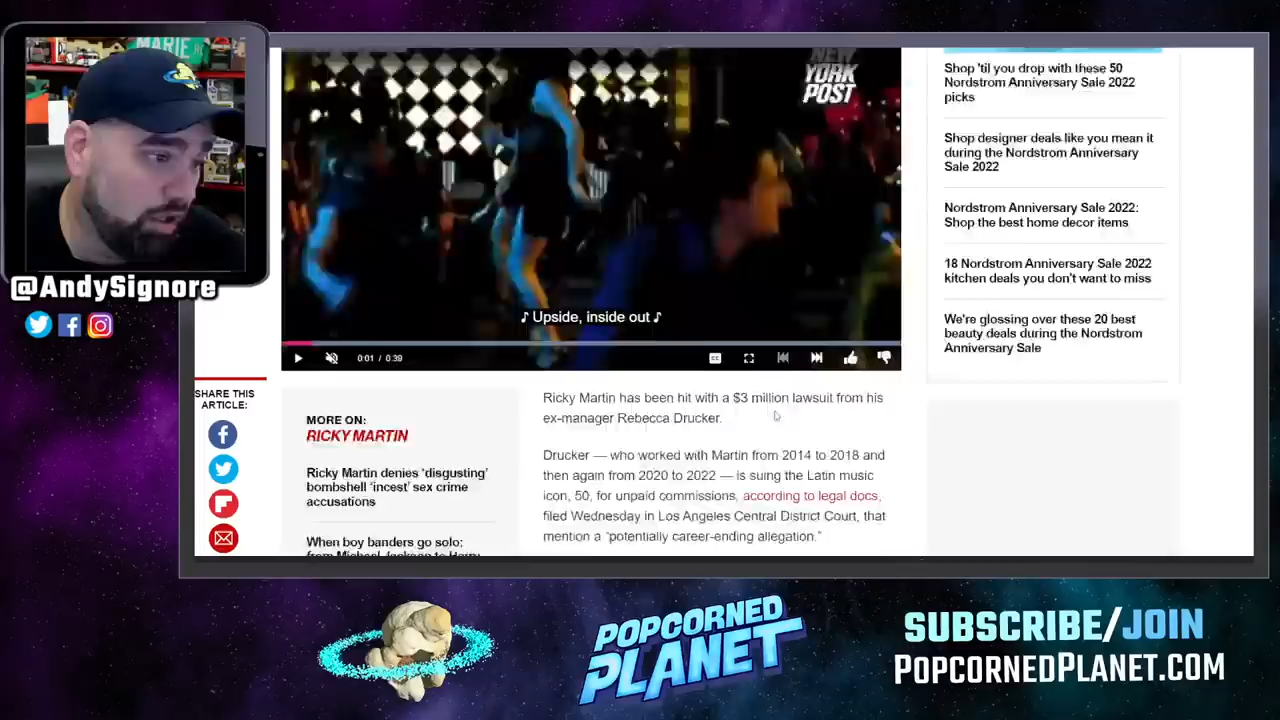 MARIE
@AndySignore
NEW
YORK
POST
♪ Upside, inside out ♪
0:01 / 0:39
CC
SHARE THIS
ARTICLE:
MORE ON:
RICKY MARTIN
Ricky Martin denies 'disgusting'
bombshell 'incest' sex crime
accusations
When boy banders go solo:
from Michael Jackson to Harry
Ricky Martin has been hit with a $3 million lawsuit from his
ex-manager Rebecca Drucker.
Drucker — who worked with Martin from 2014 to 2018 and
then again from 2020 to 2022 — is suing the Latin music
icon, 50, for unpaid commissions, according to legal docs,
filed Wednesday in Los Angeles Central District Court, that
mention a "potentially career-ending allegation."
Shop 'til you drop with these 50
Nordstrom Anniversary Sale 2022
picks
Shop designer deals like you mean it
during the Nordstrom Anniversary
Sale 2022
Nordstrom Anniversary Sale 2022:
Shop the best home decor items
18 Nordstrom Anniversary Sale 2022
kitchen deals you don't want to miss
We're glossing over these 20 best
beauty deals during the Nordstrom
Anniversary Sale
POPCORNED
PLANET
SUBSCRIBE/JOIN
POPCORNEDPLANET.COM